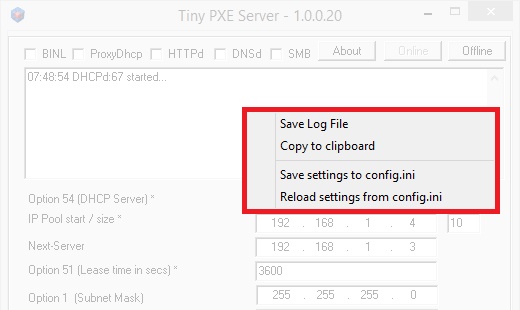 Tiny PXE Server - 1.0.0.20
BINL ProxyDhcp HTTPd DNSd SMB About Online Offline
07:48:54 DHCPd:67 started...
Save Log File
Copy to clipboard
Save settings to config.ini
Reload settings from config.ini
Option 54 (DHCP Server) *
IP Pool start / size * 192 . 168 . 1 . 4 10
Next-Server 192 . 168 . 1 . 3
Option 51 (Lease time in secs) * 3600
Option 1 (Subnet Mask) 255 . 255 . 255 . 0